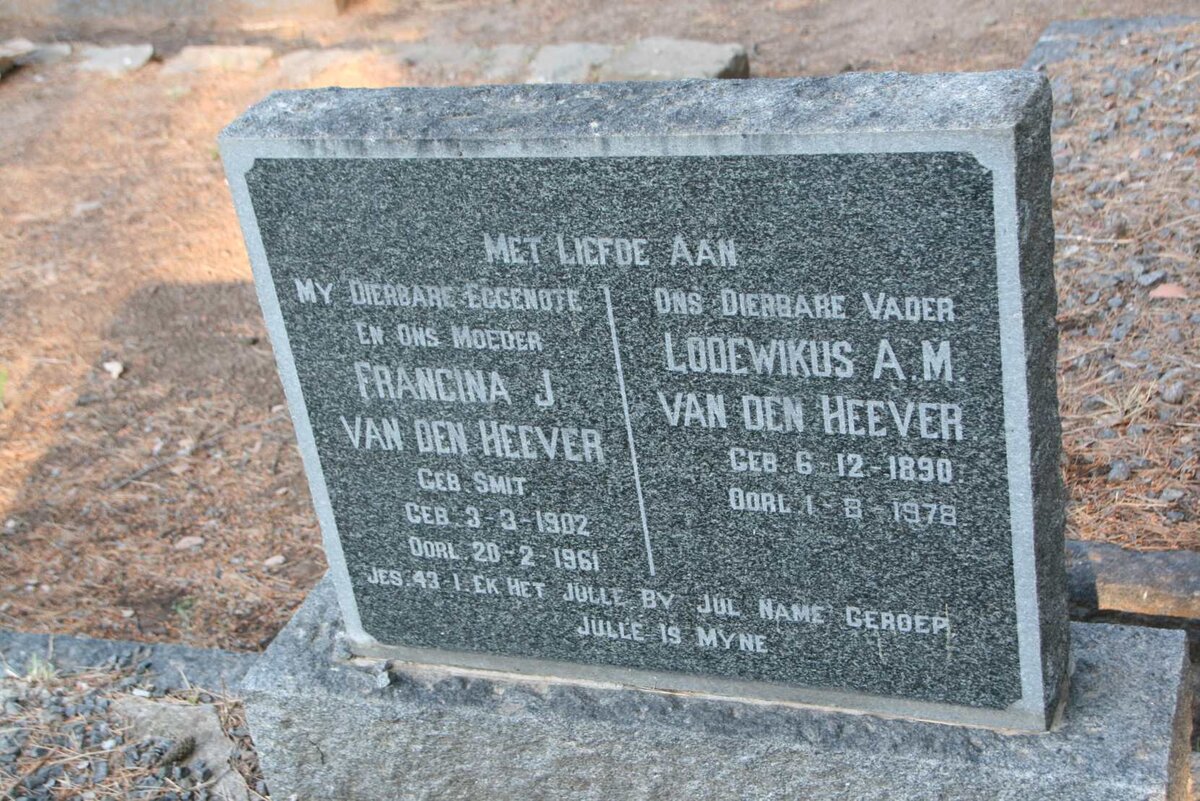 MET LIEFDE AAN
MY DIERBARE EGGENOTE
EN ONS MOEDER
FRANCINA J.
VAN DEN HEEVER
GEB. SMIT.
GEB. 3-3-1902
OORL. 20-2-1961
ONS DIERBARE VADER
LODEWIKUS A.M.
VAN DEN HEEVER
GEB. 6-12-1890.
OORL. 1-8-1978
JES. 43 1. EK HET JULLE BY JUL NAME GEROEP,
JULLE IS MYNE